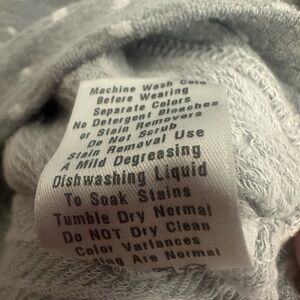 Machine Wash Cold
Before Wearing
Separate Colors
No Detergent Bleaches
or Stain Removers
Do Not Scrub
Stain Removal Use
A Mild Degreasing
Dishwashing Liquid
To Soak Stains
Tumble Dry Normal
Do NOT Dry Clean
Color Variances
Are Normal